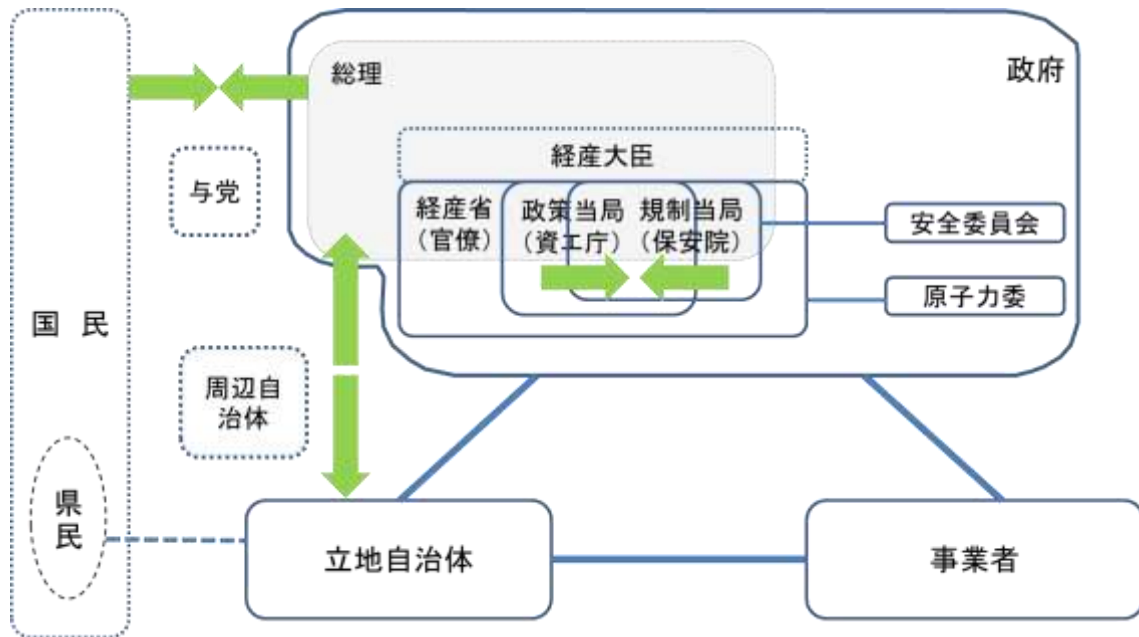 総理
政府
経産大臣
与党
経産省
(官僚)
政策当局
(資エ庁)
規制当局
(保安院)
安全委員会
原子力委
国 民
周辺自
治体
県
民
立地自治体
事業者